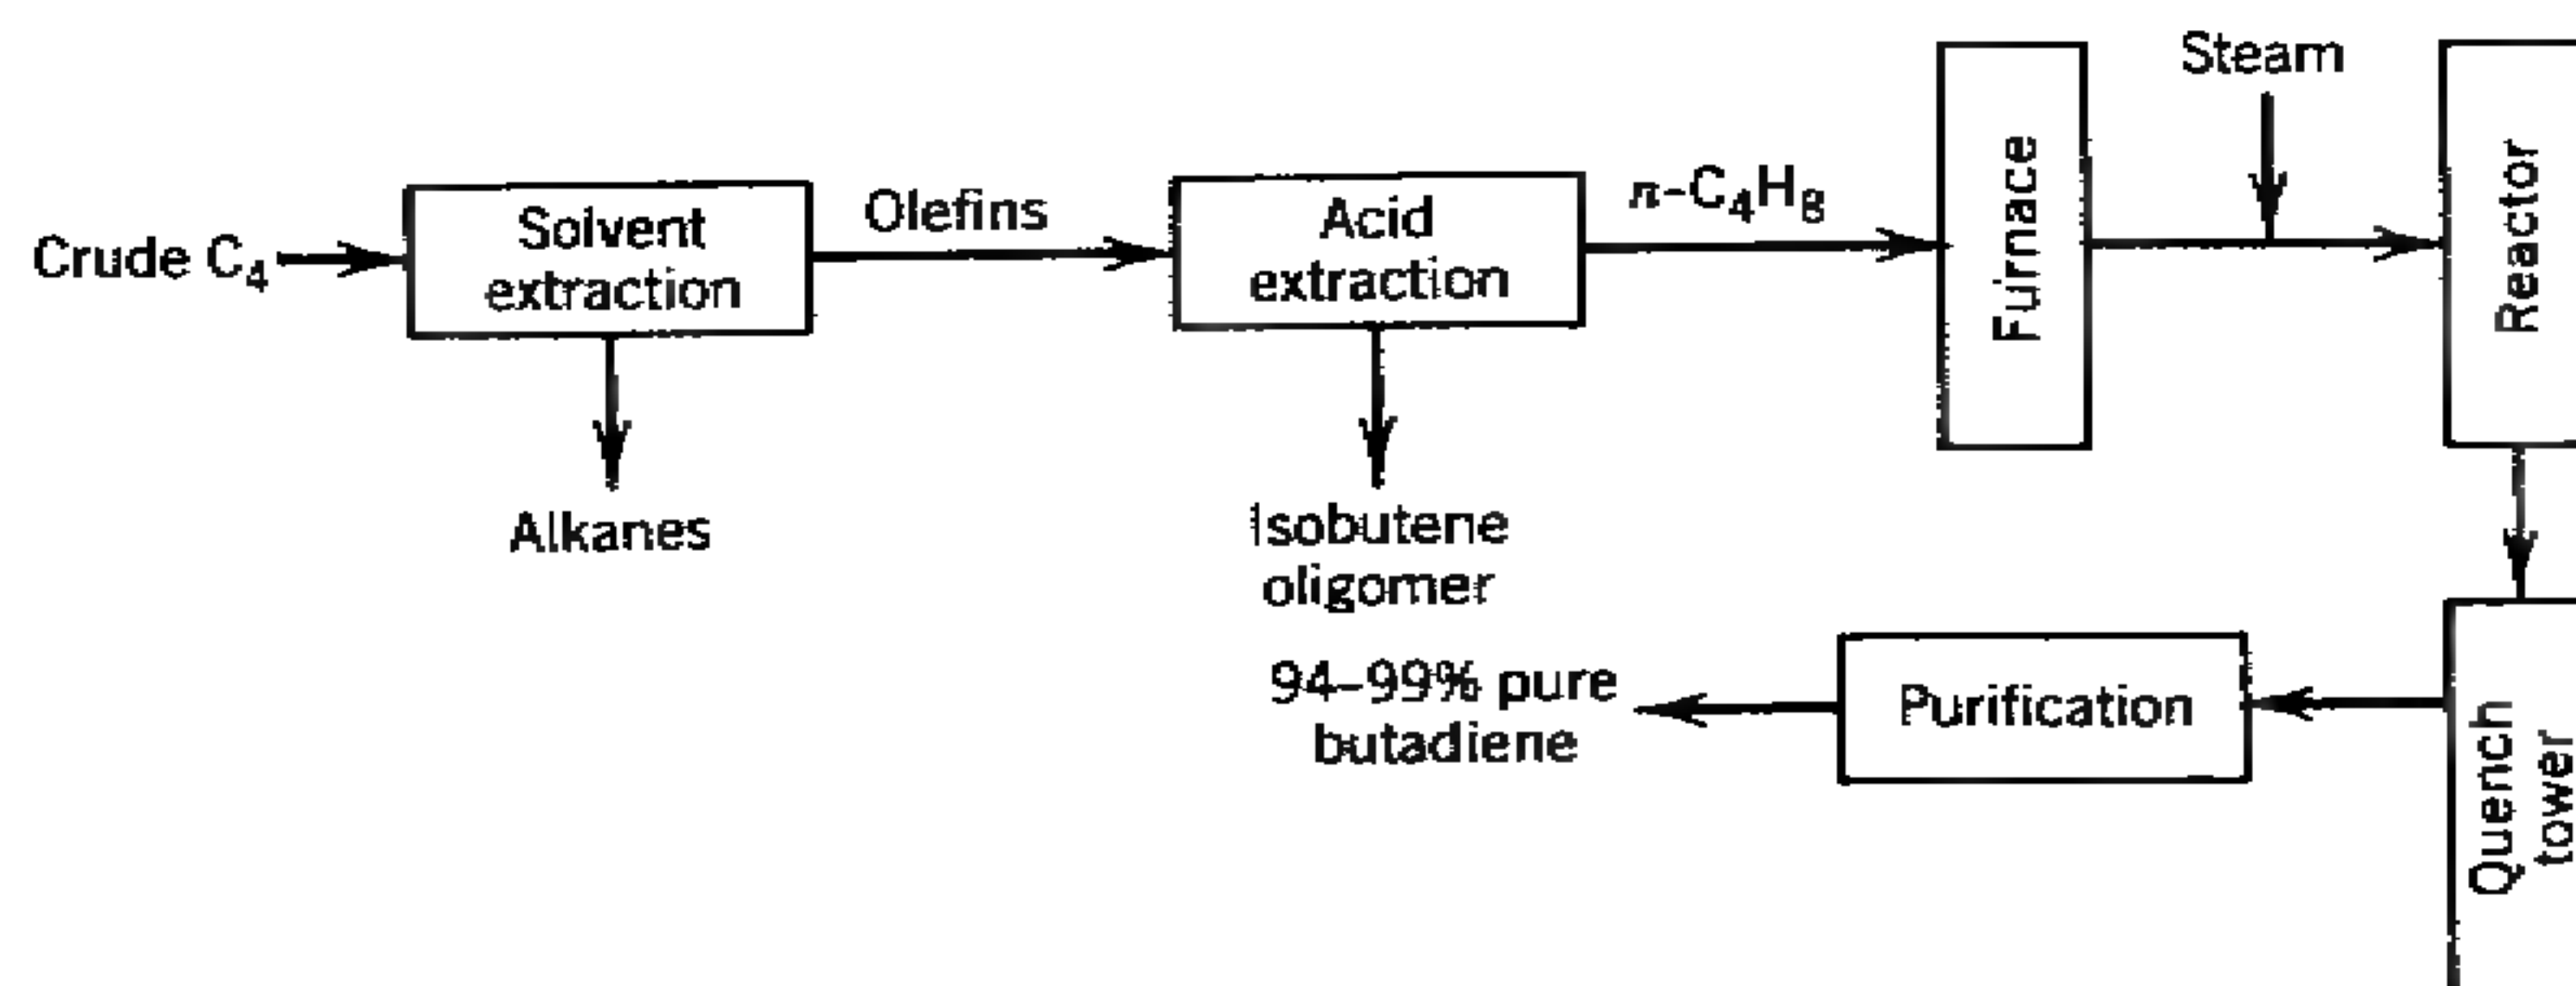 Steam
Crude C₄
Solvent
extraction
Olefins
Acid
extraction
n-C₄H₈
Furnace
Reactor
Alkanes
Isobutene
oligomer
94–99% pure
butadiene
Purification
Quench
tower